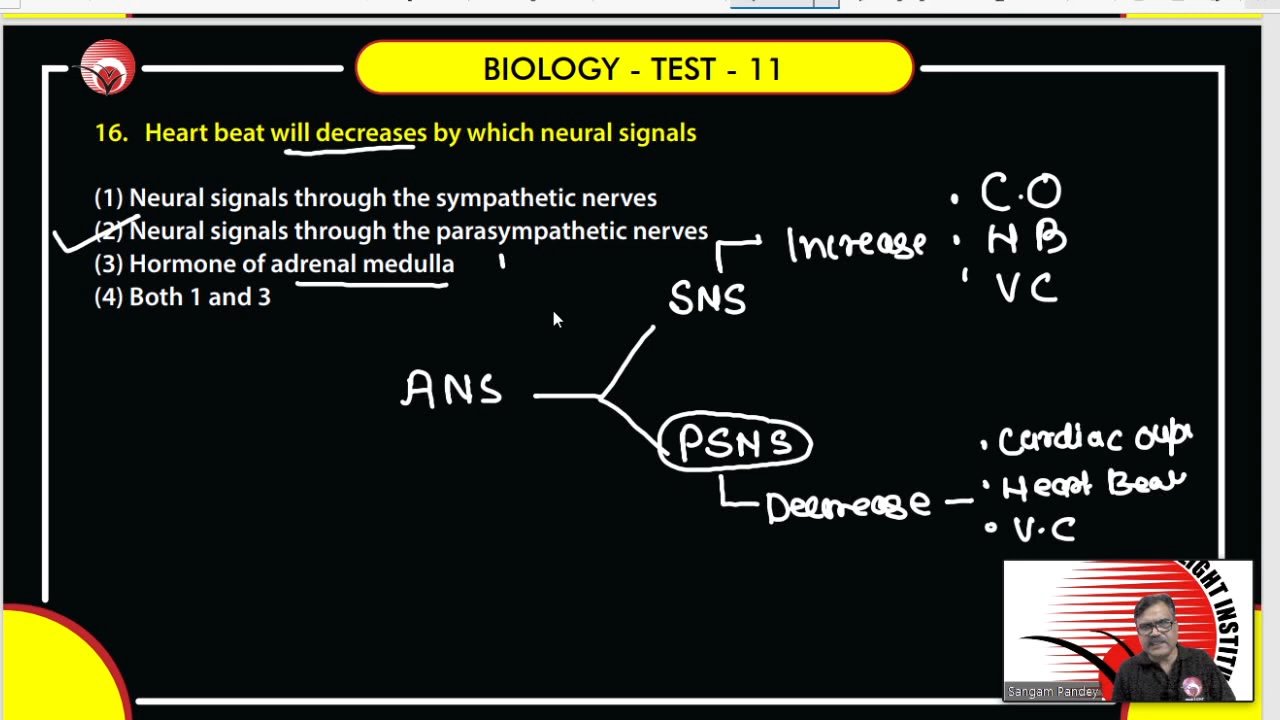 BIOLOGY - TEST - 11
16. Heart beat will decreases by which neural signals
(1) Neural signals through the sympathetic nerves
(2) Neural signals through the parasympathetic nerves
(3) Hormone of adrenal medulla
(4) Both 1 and 3
Increase
• C.O
• H B
V C
SNS
ANS
PSNS
Decrease
• Cardiac
• Heart Beat
• V.C
Sangam Pandey